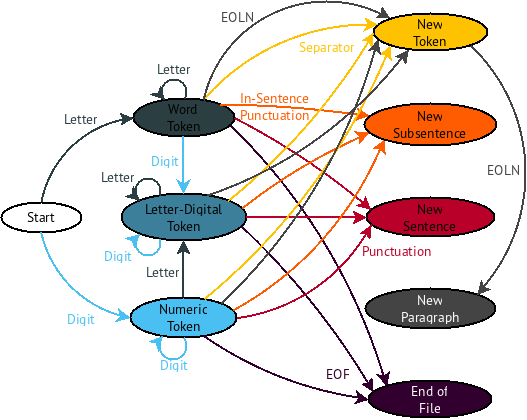 EOLN
New
Token
Separator
Letter
In-Sentence
Punctuation
Word
Token
Letter
New
Subsentence
Digit
EOLN
Letter
Start
Letter-Digital
Token
New
Sentence
Digit
Punctuation
Letter
New
Paragraph
Numeric
Token
Digit
Digit
EOF
End of
File